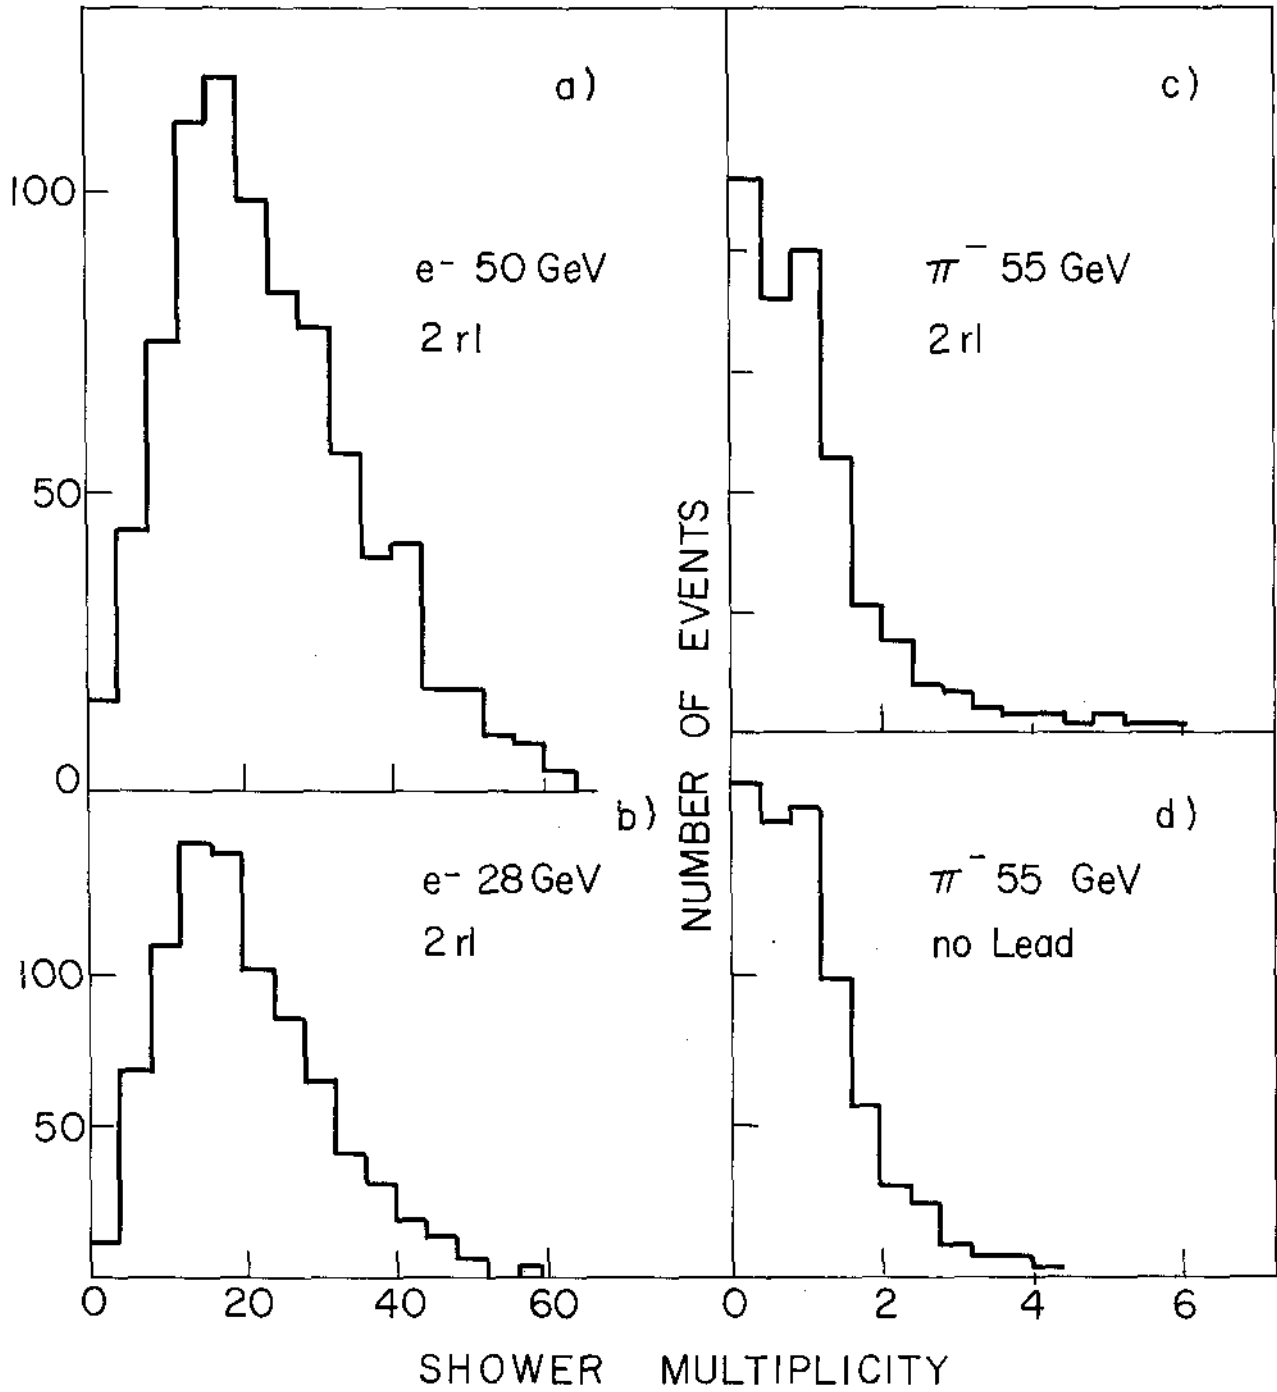 a)
100
e- 50 GeV
2 rl
50
0
b)
e- 28 GeV
2 rl
100
50
0 20 40 60
c)
π- 55 GeV
2 rl
d)
π- 55 GeV
no Lead
0 2 4 6
NUMBER OF EVENTS
SHOWER MULTIPLICITY